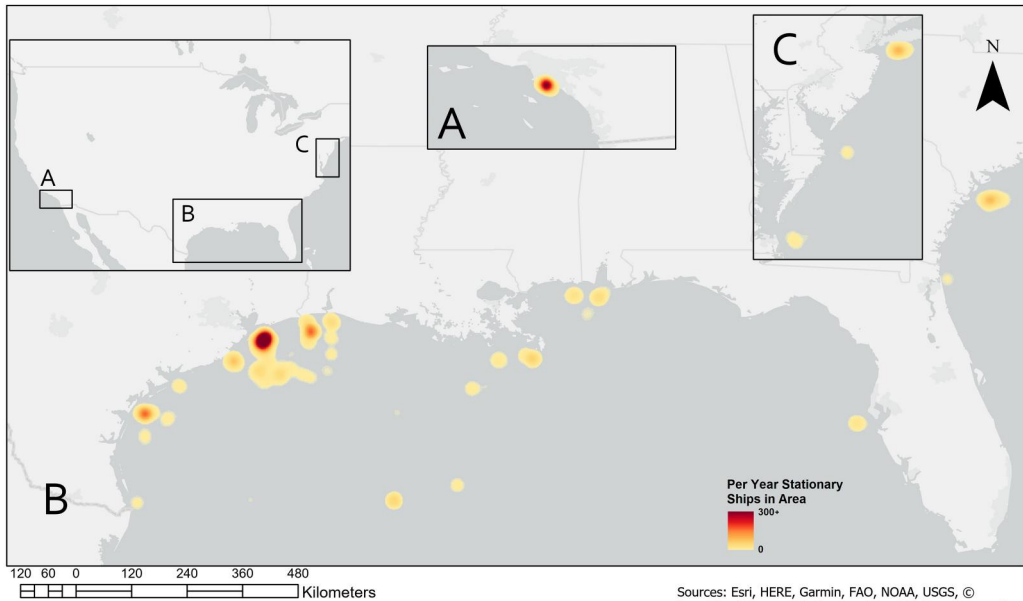 C
N
C
A
B
A
B
Per Year Stationary
Ships in Area
300+
0
120 60 0 120 240 360 480
Kilometers
Sources: Esri, HERE, Garmin, FAO, NOAA, USGS, ©